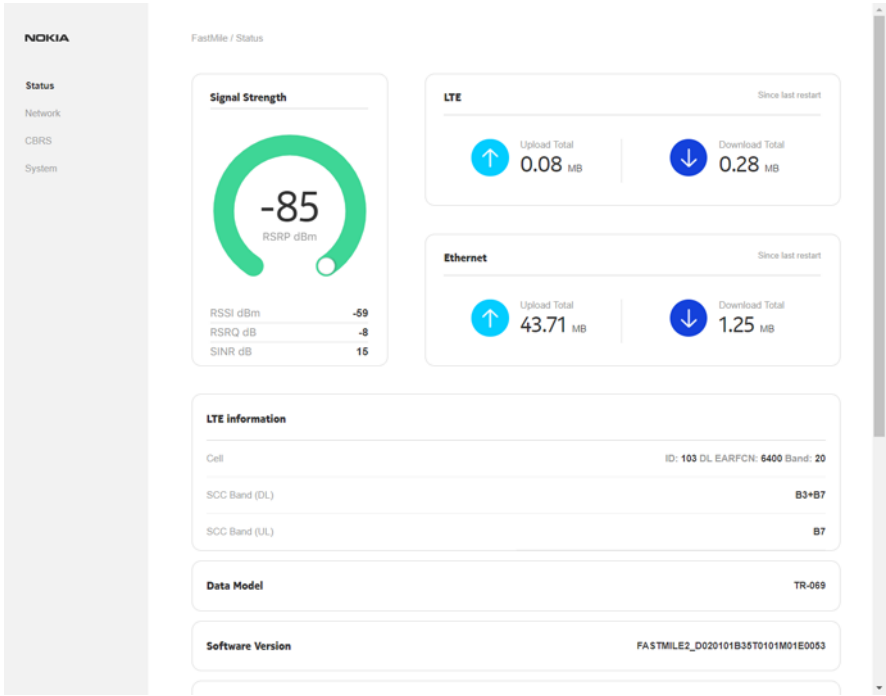 NOKIA
FastMile / Status
Status
Network
CBRS
System
Signal Strength
-85
RSRP dBm
RSSI dBm -59
RSRQ dB -8
SINR dB 15
LTE Since last restart
Upload Total
0.08 MB
Download Total
0.28 MB
Ethernet Since last restart
Upload Total
43.71 MB
Download Total
1.25 MB
LTE information
Cell ID: 103 DL EARFCN: 6400 Band: 20
SCC Band (DL) B3+B7
SCC Band (UL) B7
Data Model TR-069
Software Version FASTMILE2_D020101B35T0101M01E0053